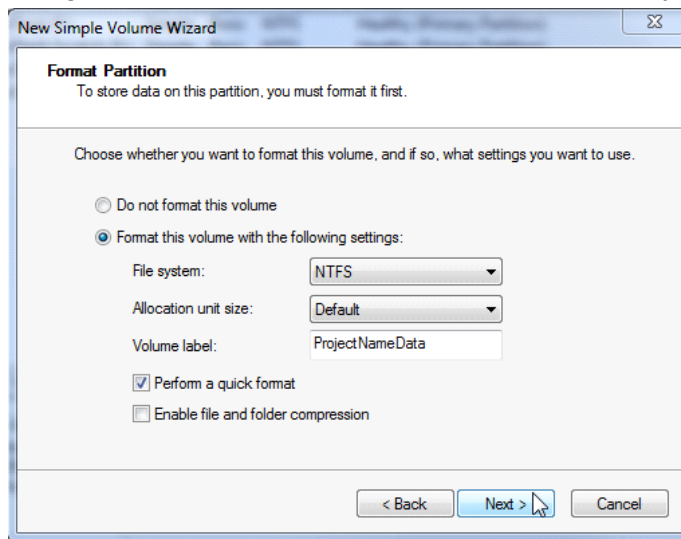 New Simple Volume Wizard
Format Partition
To store data on this partition, you must format it first.
Choose whether you want to format this volume, and if so, what settings you want to use.
Do not format this volume
Format this volume with the following settings:
File system: NTFS
Allocation unit size: Default
Volume label: ProjectNameData
Perform a quick format
Enable file and folder compression
< Back Next > Cancel